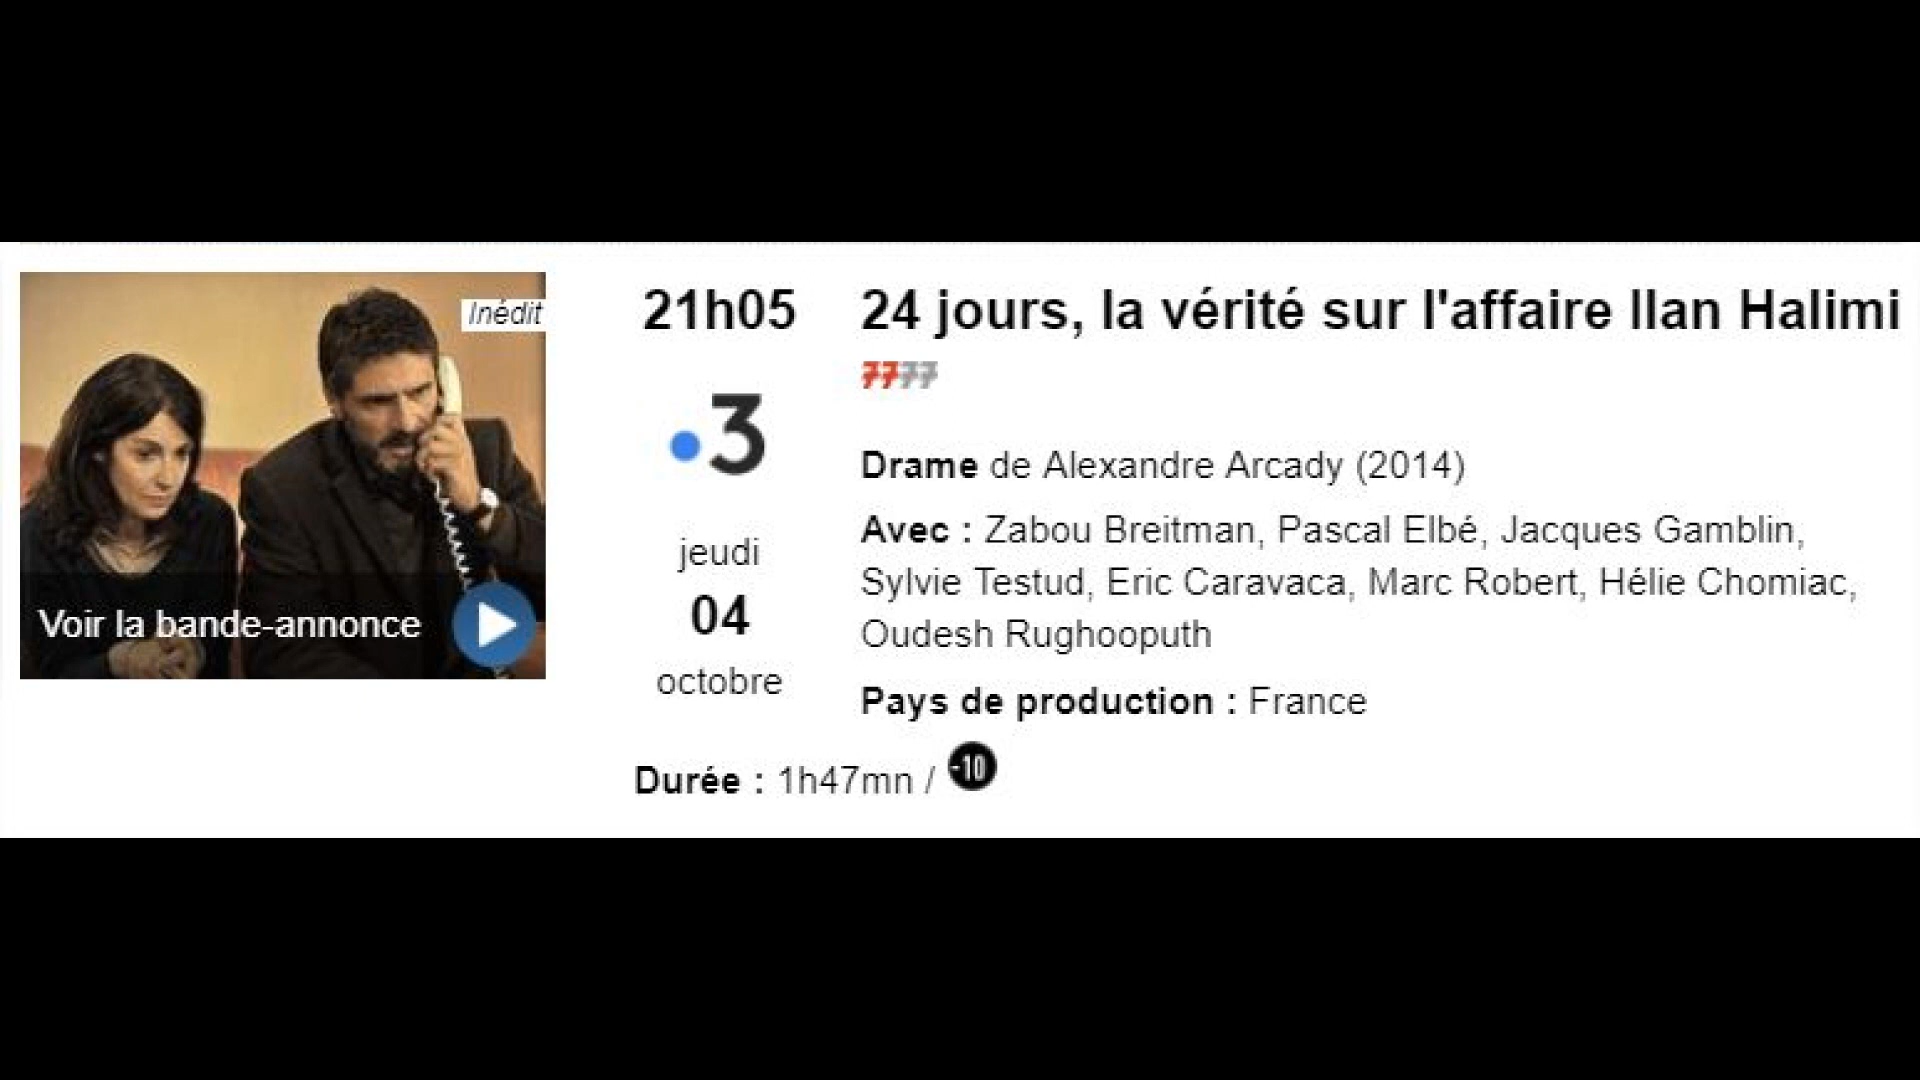 Inédit
Voir la bande-annonce
21h05
3
jeudi
04
octobre
24 jours, la vérité sur l'affaire Ilan Halimi
7777
Drame de Alexandre Arcady (2014)
Avec : Zabou Breitman, Pascal Elbé, Jacques Gamblin,
Sylvie Testud, Eric Caravaca, Marc Robert, Hélie Chomiac,
Oudesh Rughooputh
Pays de production : France
Durée : 1h47mn / -10